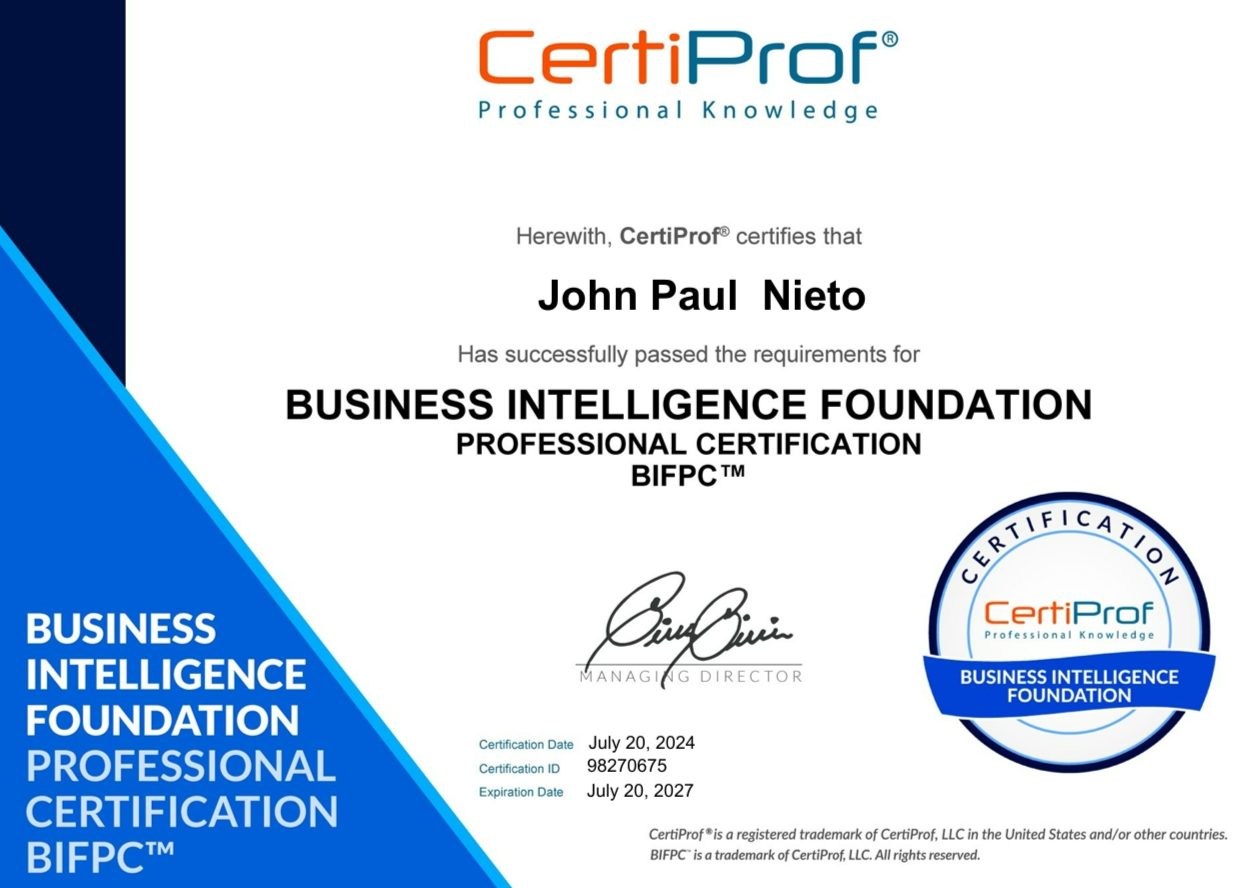 CertiProf®
Professional Knowledge
Herewith, CertiProf® certifies that
John Paul  Nieto
Has successfully passed the requirements for
BUSINESS INTELLIGENCE FOUNDATION
PROFESSIONAL CERTIFICATION
BIFPC™
MANAGING DIRECTOR
Certification Date July 20, 2024
Certification ID 98270675
Expiration Date July 20, 2027
CERTIFICATION
CertiProf
Professional Knowledge
BUSINESS INTELLIGENCE
FOUNDATION
BUSINESS
INTELLIGENCE
FOUNDATION
PROFESSIONAL
CERTIFICATION
BIFPC™
CertiProf® is a registered trademark of CertiProf, LLC in the United States and/or other countries.
BIFPC™ is a trademark of CertiProf, LLC. All rights reserved.